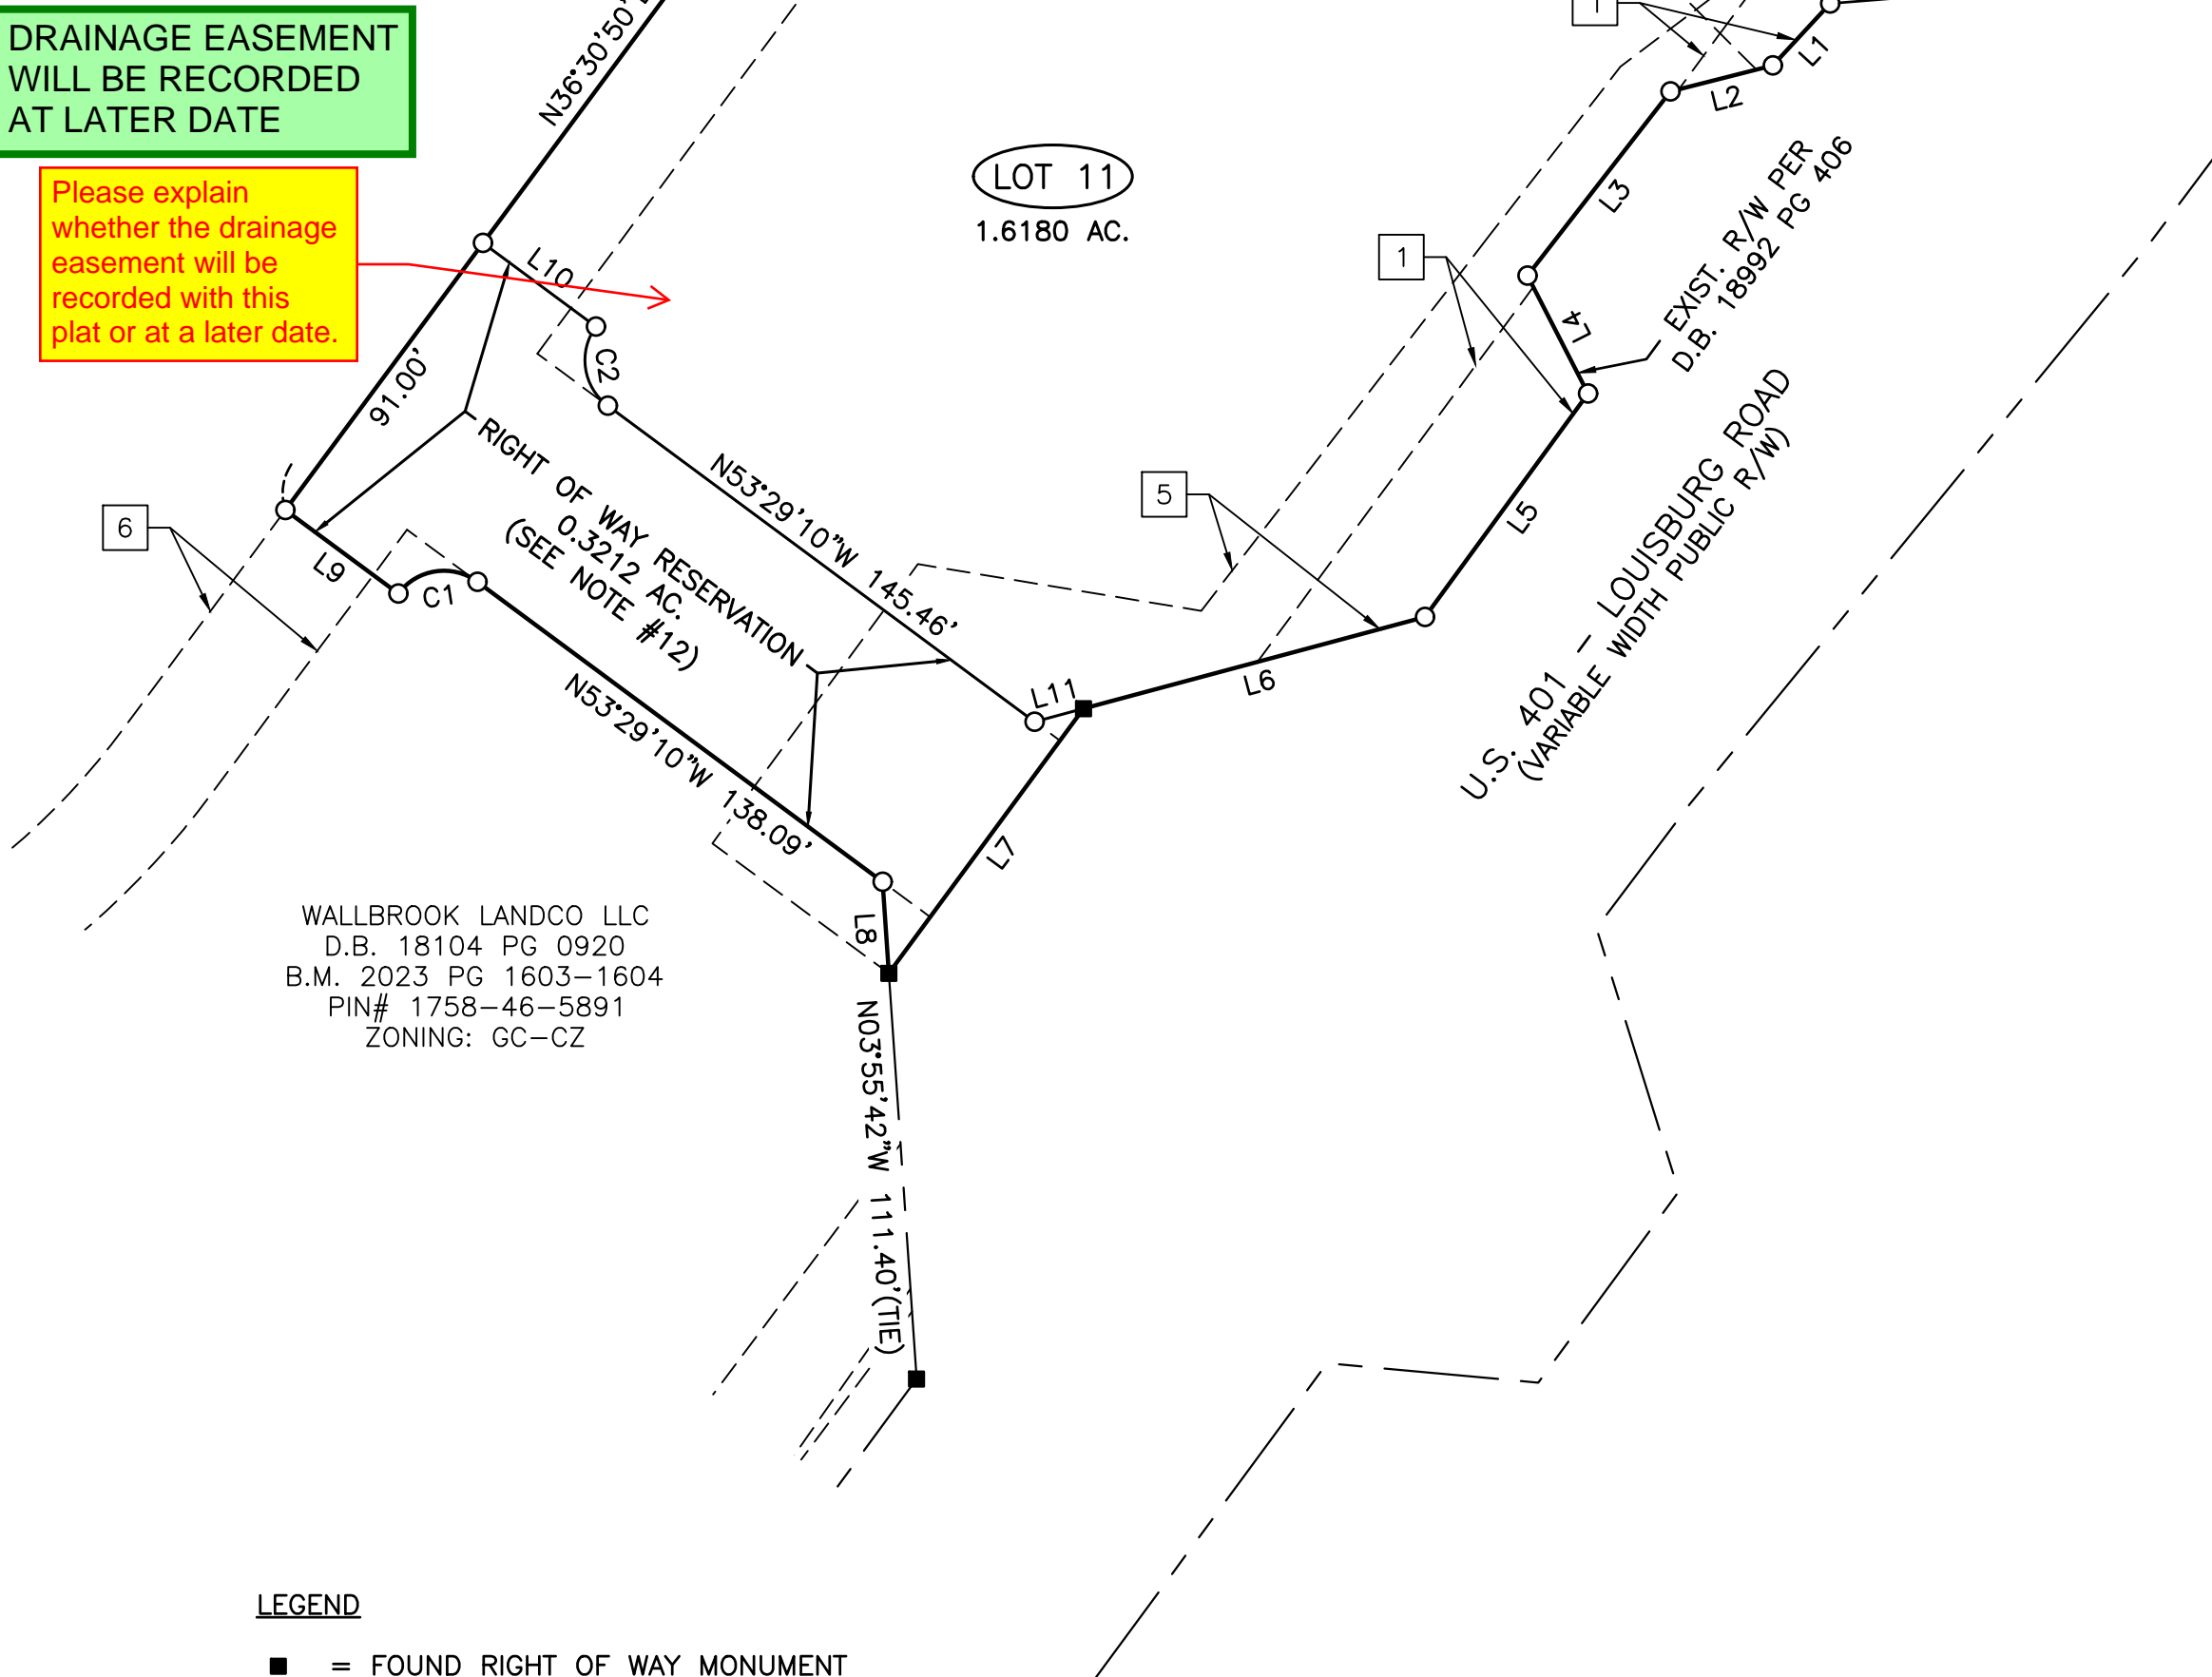 DRAINAGE EASEMENT
WILL BE RECORDED
AT LATER DATE
Please explain
whether the drainage
easement will be
recorded with this
plat or at a later date.
N36°30'50"
91.00'
LOT 11
1.6180 AC.
L1
L2
L3
L4
L5
L6
L7
L8
L9
L10
L11
C1
C2
1
5
6
EXIST. R/W PER
D.B. 18992 PG 406
U.S. 401 – LOUISBURG ROAD
(VARIABLE WIDTH PUBLIC R/W)
RIGHT OF WAY RESERVATION
0.3212 AC.
(SEE NOTE #12)
N53°29'10"W 145.46'
N53°29'10"W 138.09'
N03°55'42"W 111.40'(TIE)
WALLBROOK LANDCO LLC
D.B. 18104 PG 0920
B.M. 2023 PG 1603–1604
PIN# 1758–46–5891
ZONING: GC–CZ
LEGEND
= FOUND RIGHT OF WAY MONUMENT